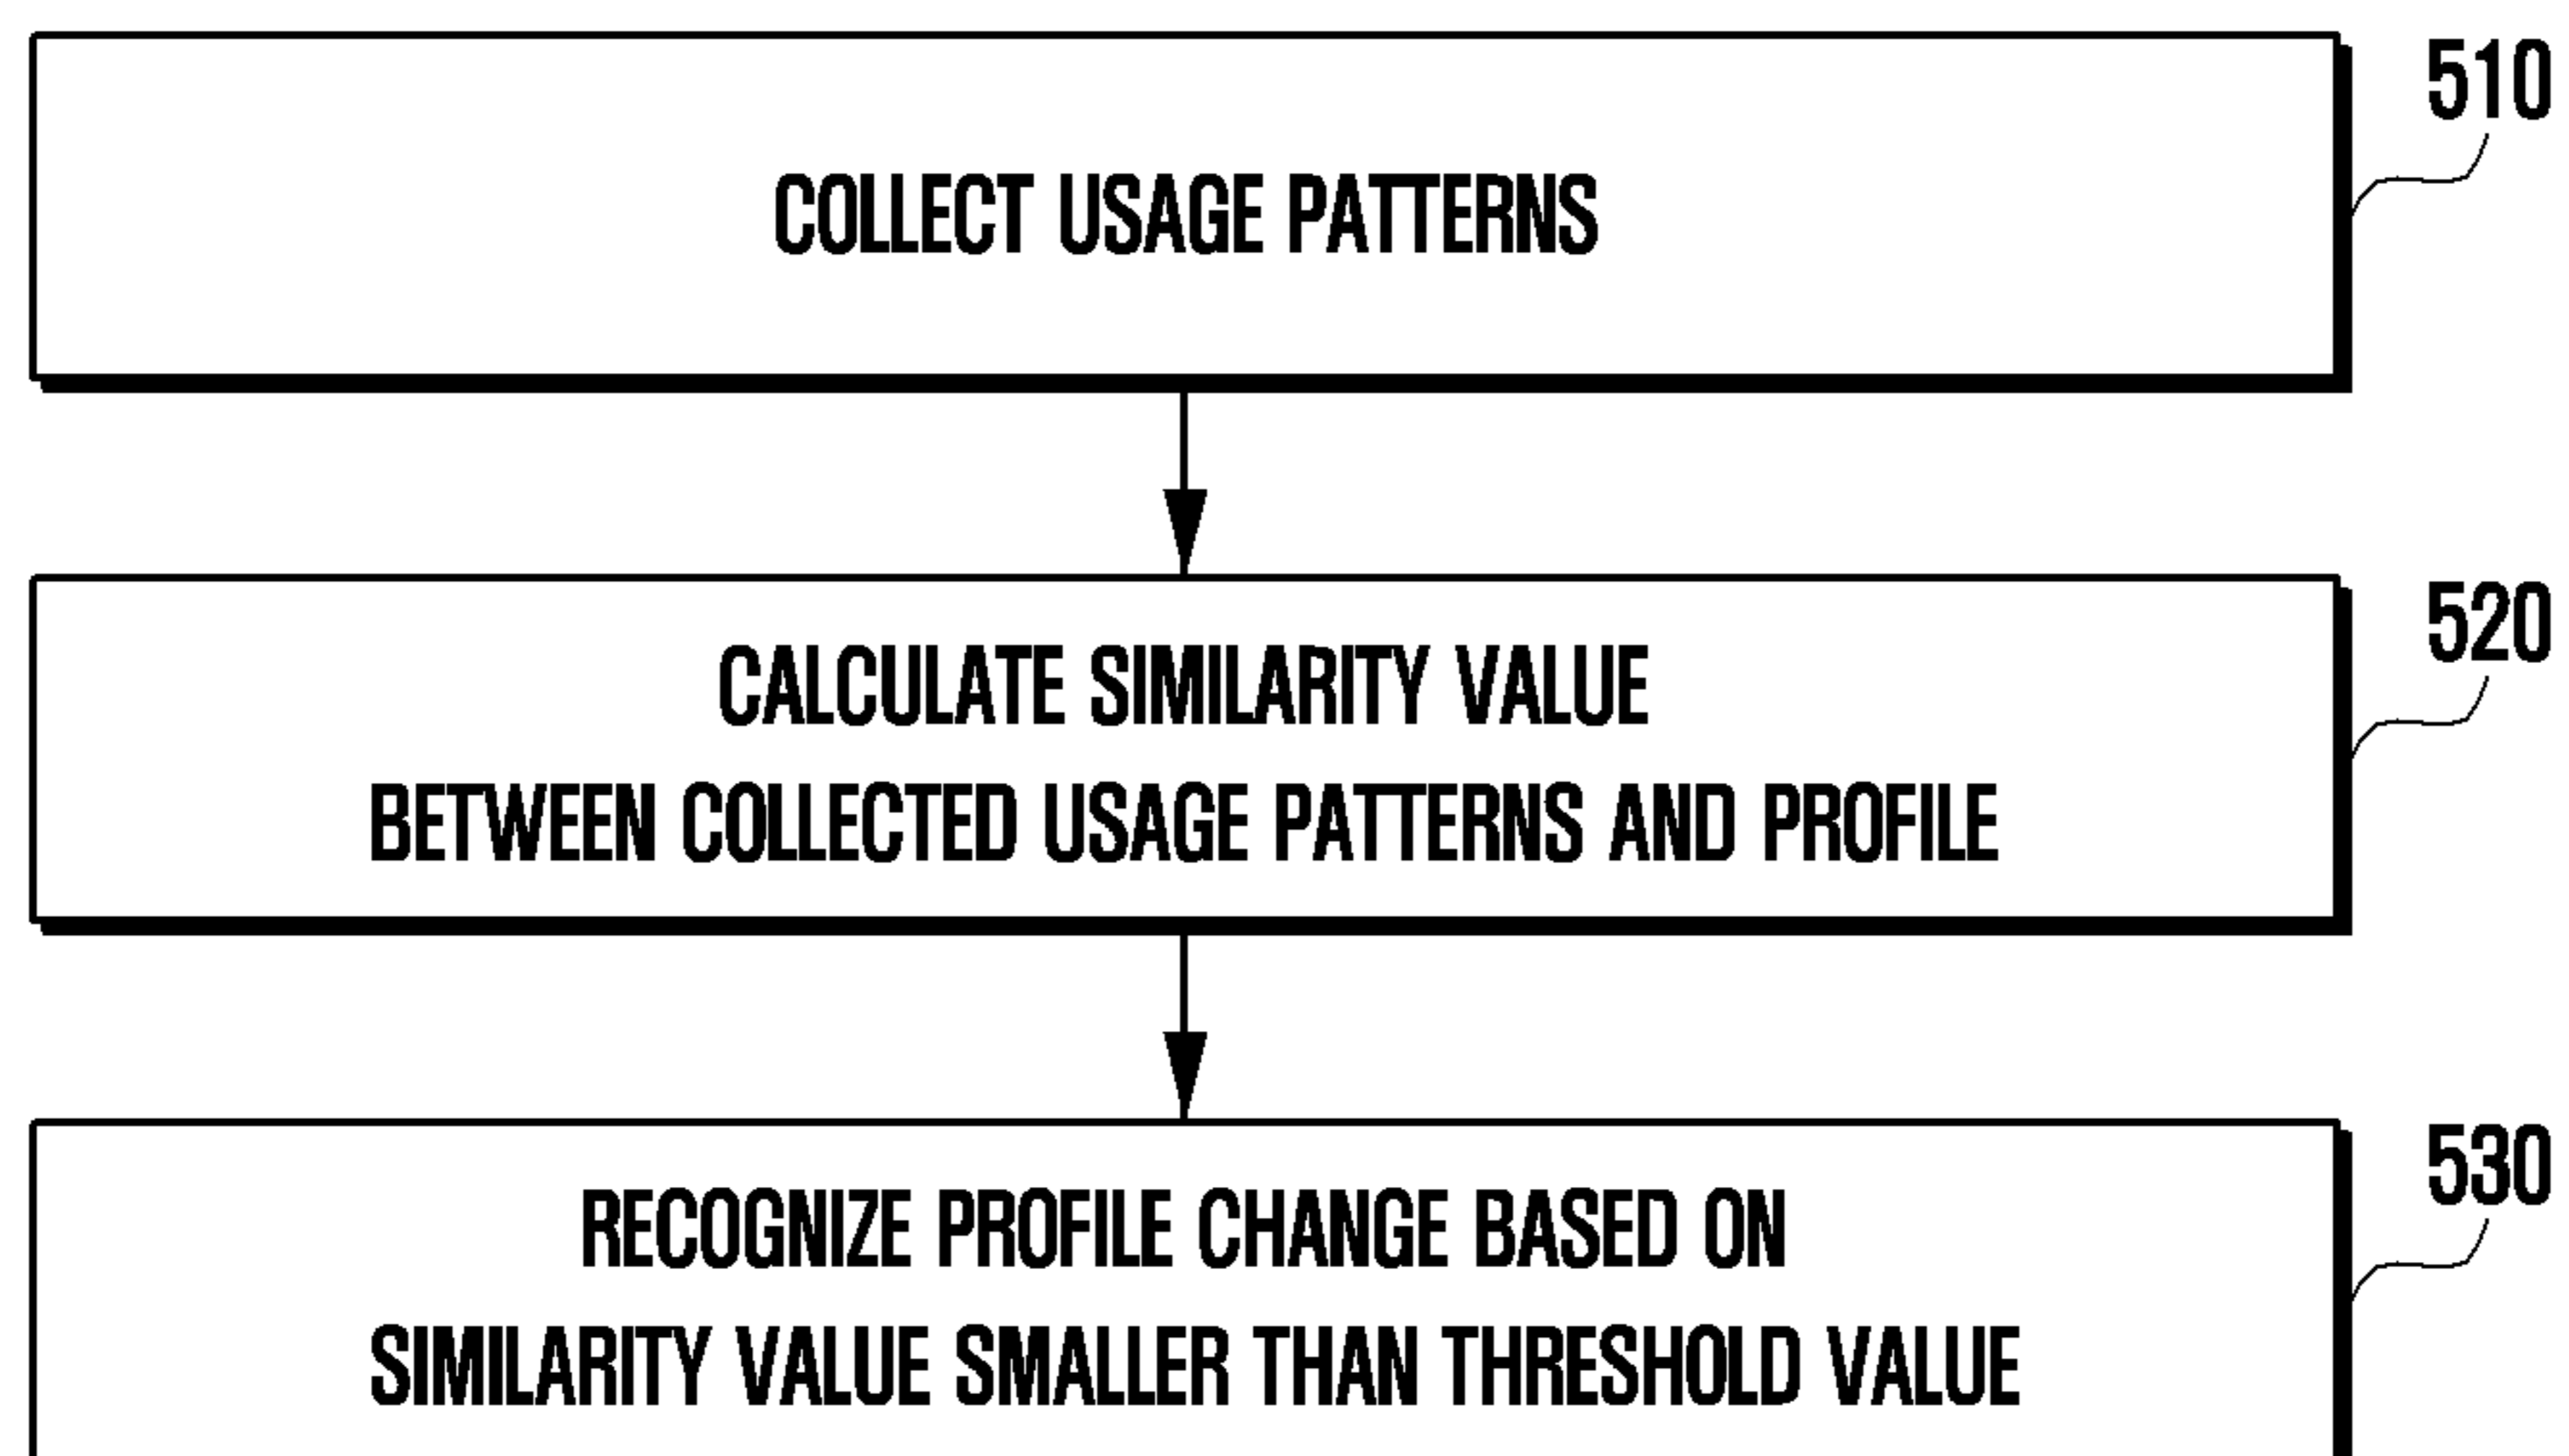 510
COLLECT USAGE PATTERNS
520
CALCULATE SIMILARITY VALUE
BETWEEN COLLECTED USAGE PATTERNS AND PROFILE
530
RECOGNIZE PROFILE CHANGE BASED ON
SIMILARITY VALUE SMALLER THAN THRESHOLD VALUE